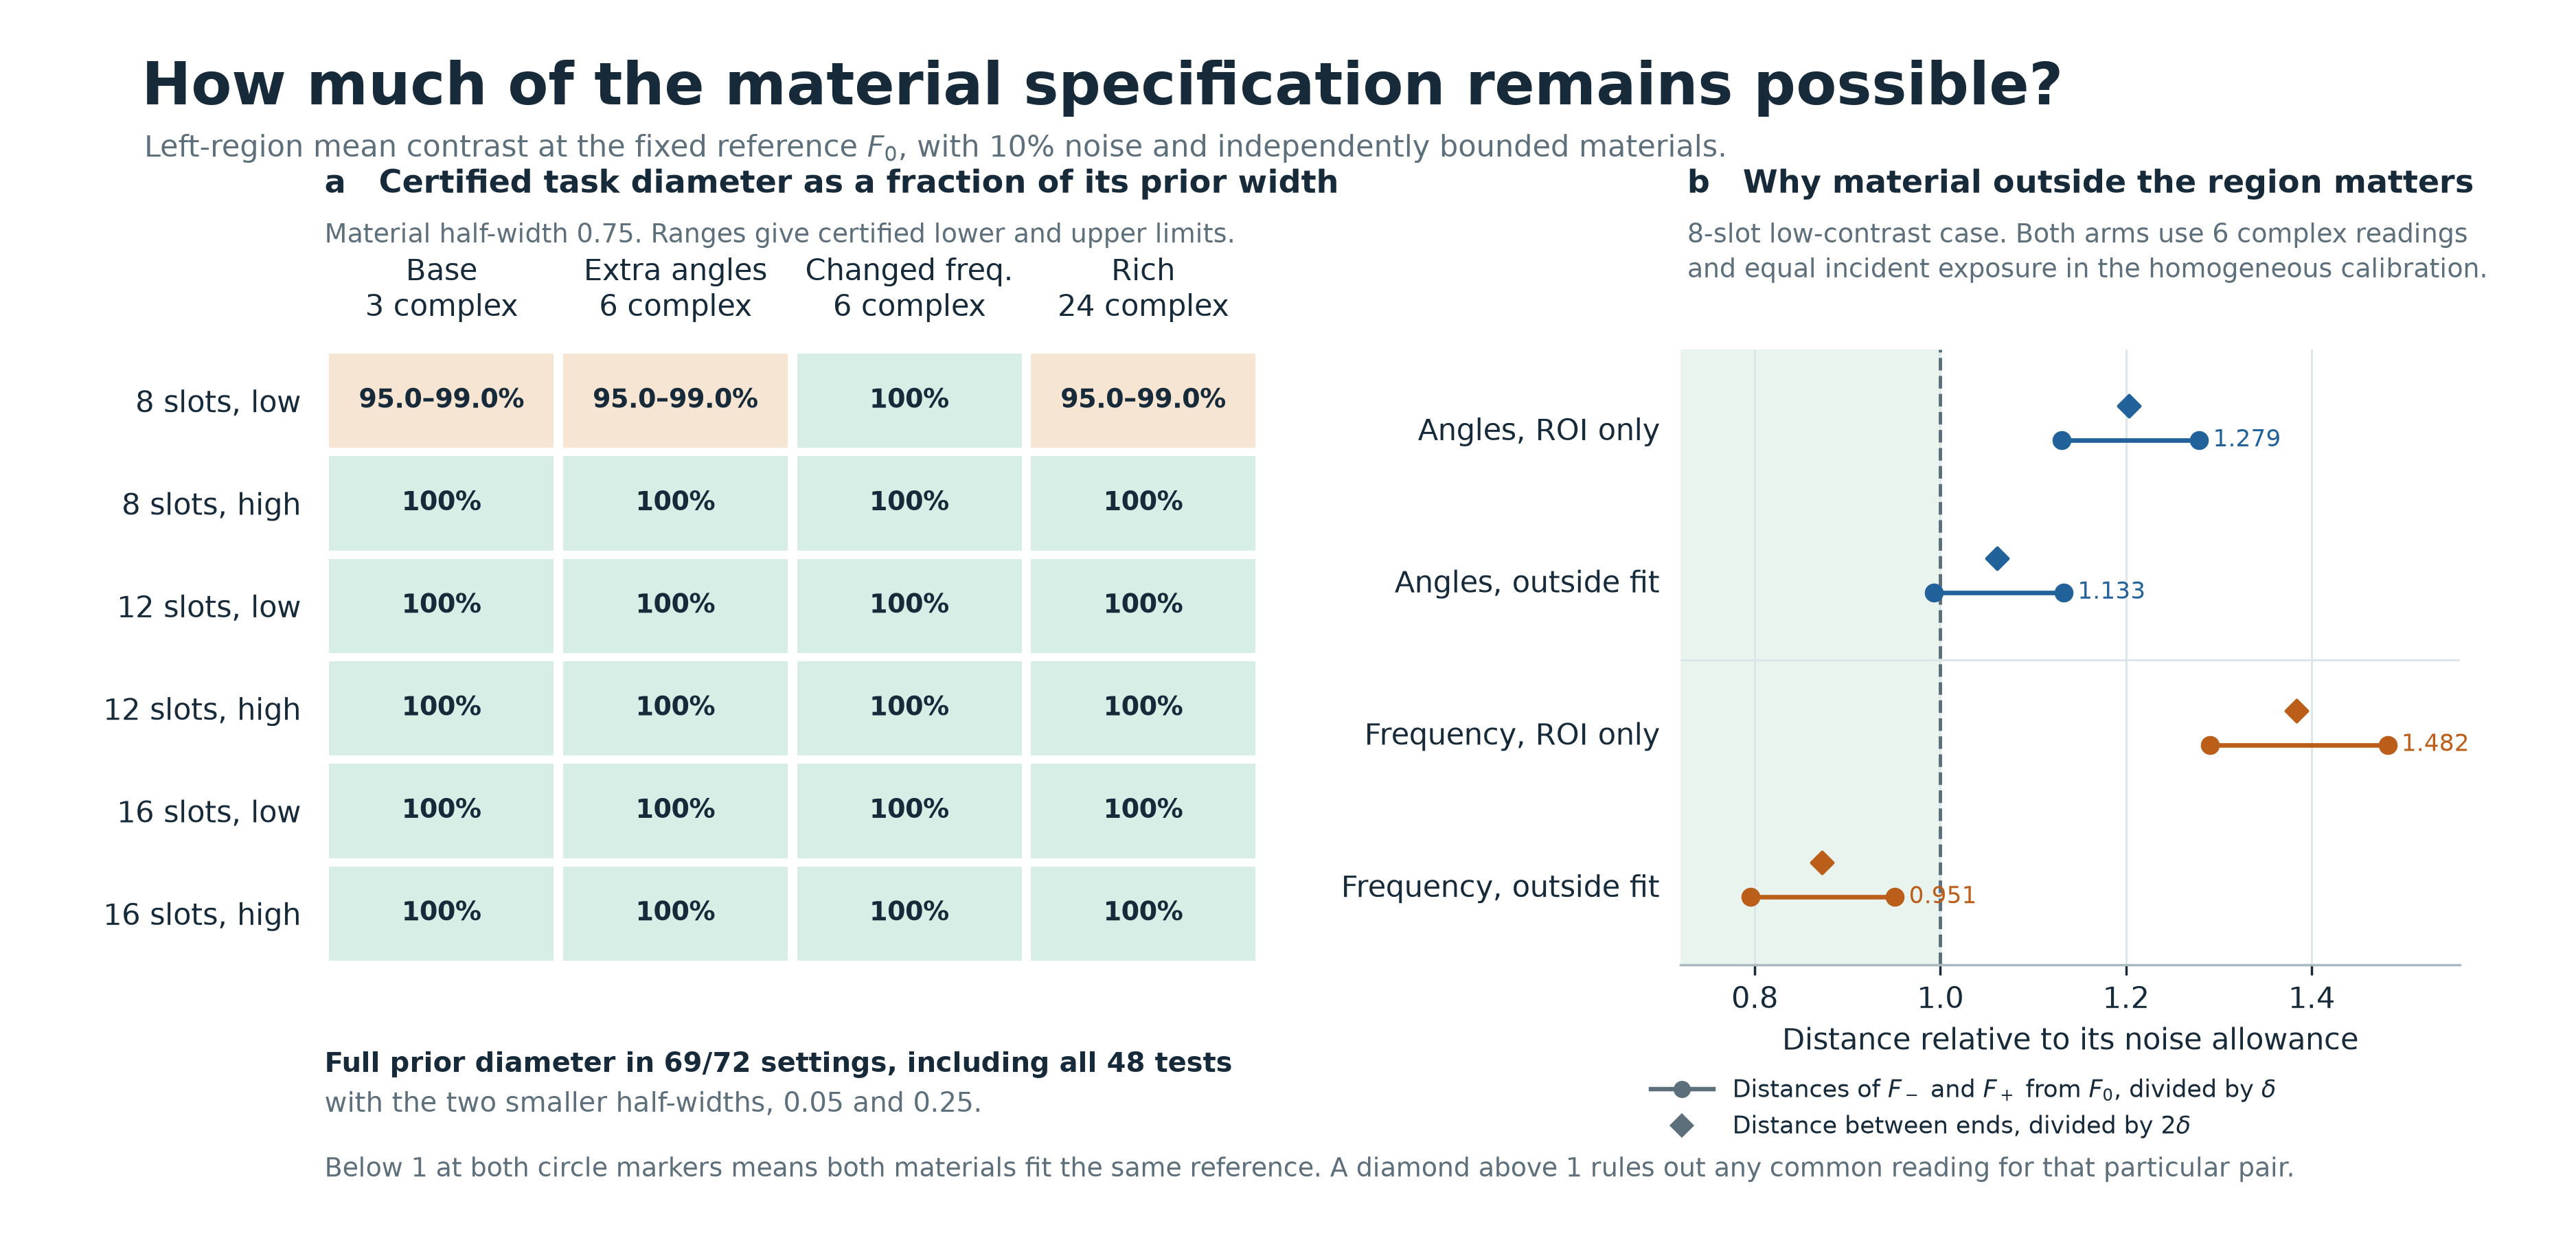 How much of the material specification remains possible?
Left-region mean contrast at the fixed reference F₀, with 10% noise and independently bounded materials.
a Certified task diameter as a fraction of its prior width
Material half-width 0.75. Ranges give certified lower and upper limits.
Base Extra angles Changed freq. Rich
3 complex 6 complex 6 complex 24 complex
8 slots, low 95.0–99.0% 95.0–99.0% 100% 95.0–99.0%
8 slots, high 100% 100% 100% 100%
12 slots, low 100% 100% 100% 100%
12 slots, high 100% 100% 100% 100%
16 slots, low 100% 100% 100% 100%
16 slots, high 100% 100% 100% 100%
Full prior diameter in 69/72 settings, including all 48 tests
with the two smaller half-widths, 0.05 and 0.25.
b Why material outside the region matters
8-slot low-contrast case. Both arms use 6 complex readings
and equal incident exposure in the homogeneous calibration.
Angles, ROI only 1.279
Angles, outside fit 1.133
Frequency, ROI only 1.482
Frequency, outside fit 0.951
0.8 1.0 1.2 1.4
Distance relative to its noise allowance
Distances of F₋ and F₊ from F₀, divided by δ
Distance between ends, divided by 2δ
Below 1 at both circle markers means both materials fit the same reference. A diamond above 1 rules out any common reading for that particular pair.